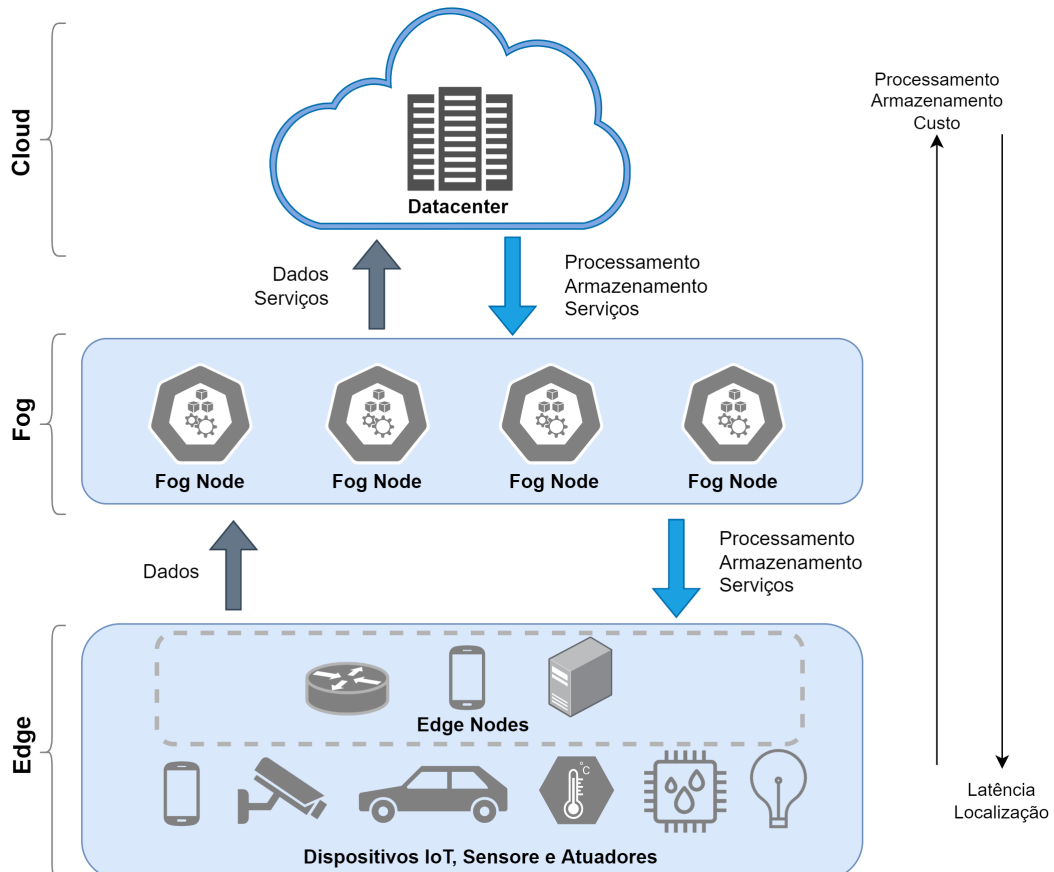 Cloud
Datacenter
Processamento
Armazenamento
Custo
Dados
Serviços
Processamento
Armazenamento
Serviços
Fog
Fog Node
Fog Node
Fog Node
Fog Node
Dados
Processamento
Armazenamento
Serviços
Edge
Edge Nodes
°C
Dispositivos IoT, Sensore e Atuadores
Latência
Localização